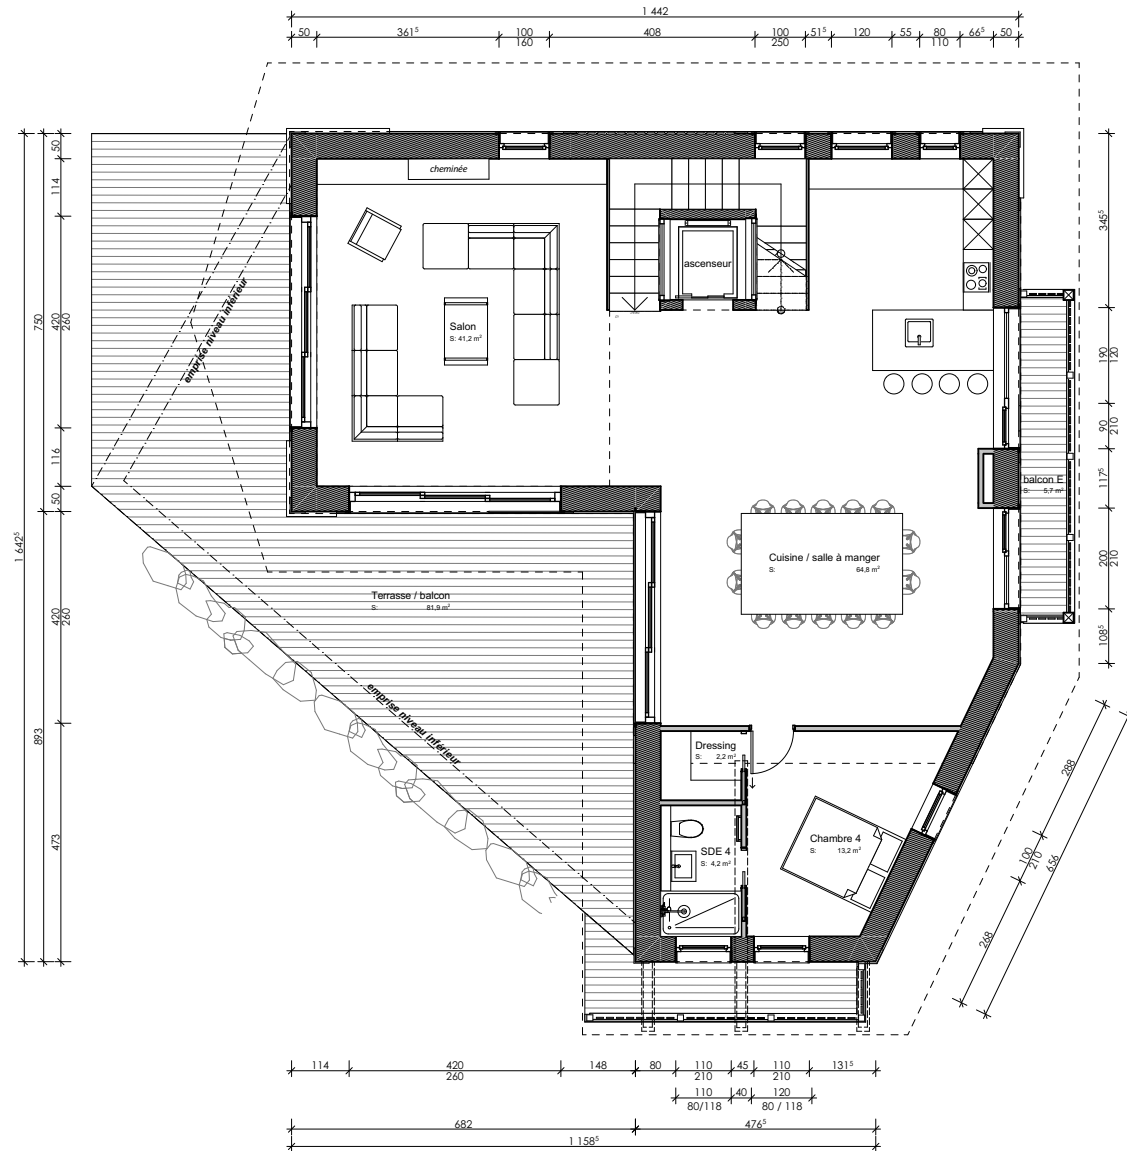 1 442
50 361⁵ 100 408 100 51⁵ 120 55 80 66⁵ 50
160 250 110
cheminée
ascenseur
Salon
S: 41,2 m²
emprise niveau inférieur
balcon E
S: 5,7 m²
Cuisine / salle à manger
S: 64,8 m²
Terrasse / balcon
S: 81,9 m²
emprise niveau inférieur
Dressing
S: 2,2 m²
SDE 4
S: 4,2 m²
Chambre 4
S: 13,2 m²
1 642⁵
750
893
50
114
420
260
116
50
420
260
473
345⁵
190
120
90
210
117⁵
200
210
108⁵
288
100
210
656
268
114 420 148 80 110 45 110 131⁵
260 210 210
110 40 120
80/118 80 / 118
682 476⁵
1 158⁵